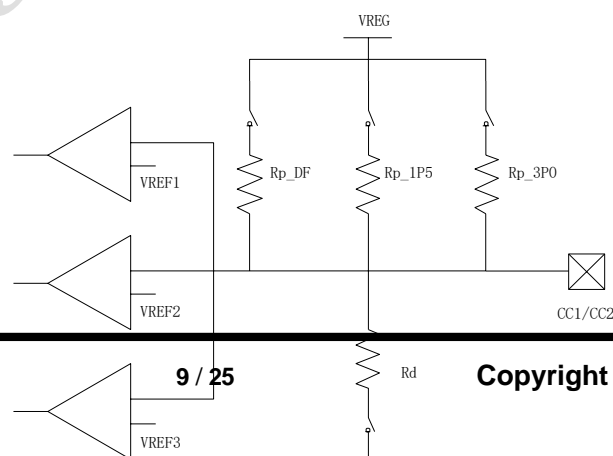 VREG
Rp_DF
Rp_1P5
Rp_3P0
VREF1
VREF2
CC1/CC2
9 / 25
Rd
Copyright
VREF3